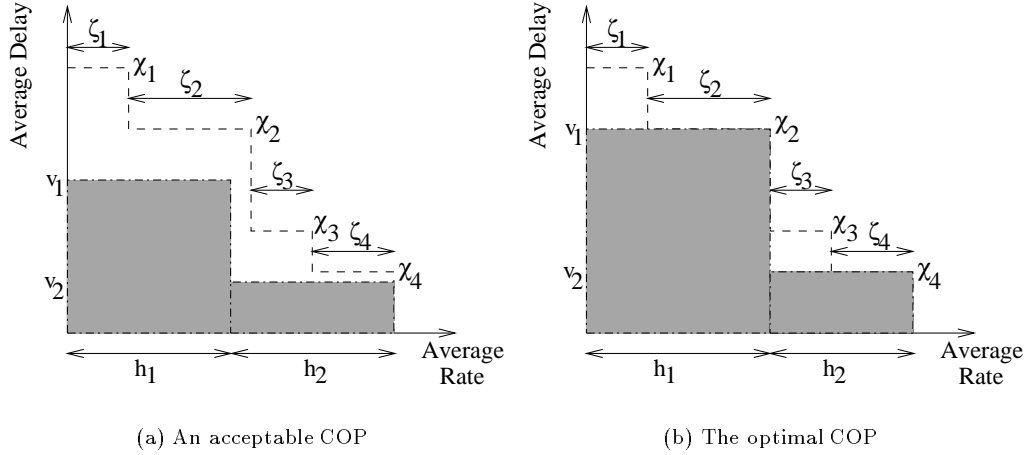 Average Delay
ζ1
χ1
ζ2
χ2
v1
ζ3
χ3
ζ4
v2
χ4
Average
Rate
h1
h2
(a) An acceptable COP
Average Delay
ζ1
χ1
ζ2
v1
χ2
ζ3
χ3
ζ4
v2
χ4
Average
Rate
h1
h2
(b) The optimal COP